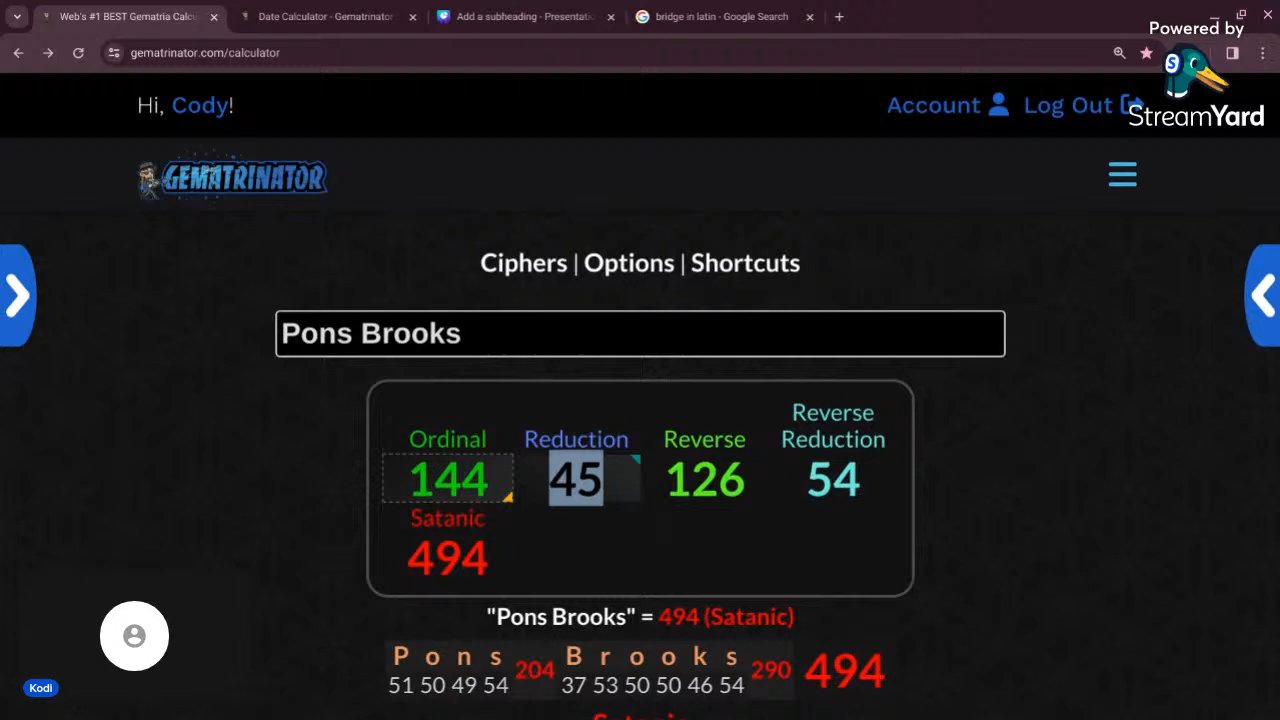 Web's #1 BEST Gematria Calcu
Date Calculator - Gematrinator
Add a subheading - Presentatio
bridge in latin - Google Search
gematrinator.com/calculator
Powered by
S
StreamYard
Hi, Cody!
Account
Log Out
GEMATRINATOR
Ciphers | Options | Shortcuts
Pons Brooks
Ordinal Reduction Reverse Reverse Reduction
144 45 126 54
Satanic
494
"Pons Brooks" = 494 (Satanic)
P o n s 204 B r o o k s 290 494
51 50 49 54 37 53 50 50 46 54
Satanic
Kodi